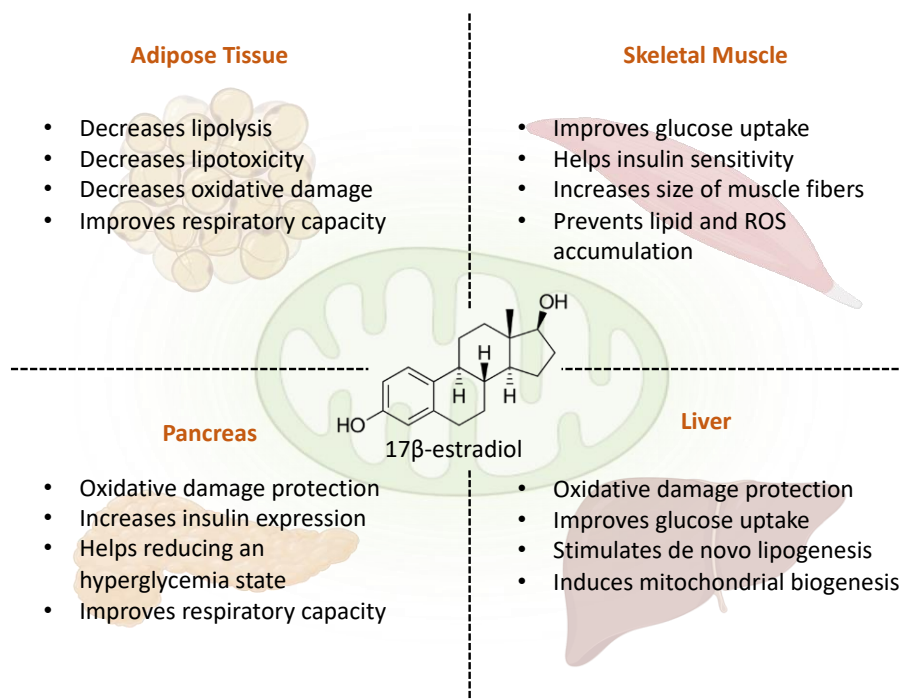 Adipose Tissue
• Decreases lipolysis
• Decreases lipotoxicity
• Decreases oxidative damage
• Improves respiratory capacity
Skeletal Muscle
• Improves glucose uptake
• Helps insulin sensitivity
• Increases size of muscle fibers
• Prevents lipid and ROS
accumulation
OH
H
H
H
HO
17β-estradiol
Pancreas
• Oxidative damage protection
• Increases insulin expression
• Helps reducing an
hyperglycemia state
• Improves respiratory capacity
Liver
• Oxidative damage protection
• Improves glucose uptake
• Stimulates de novo lipogenesis
• Induces mitochondrial biogenesis